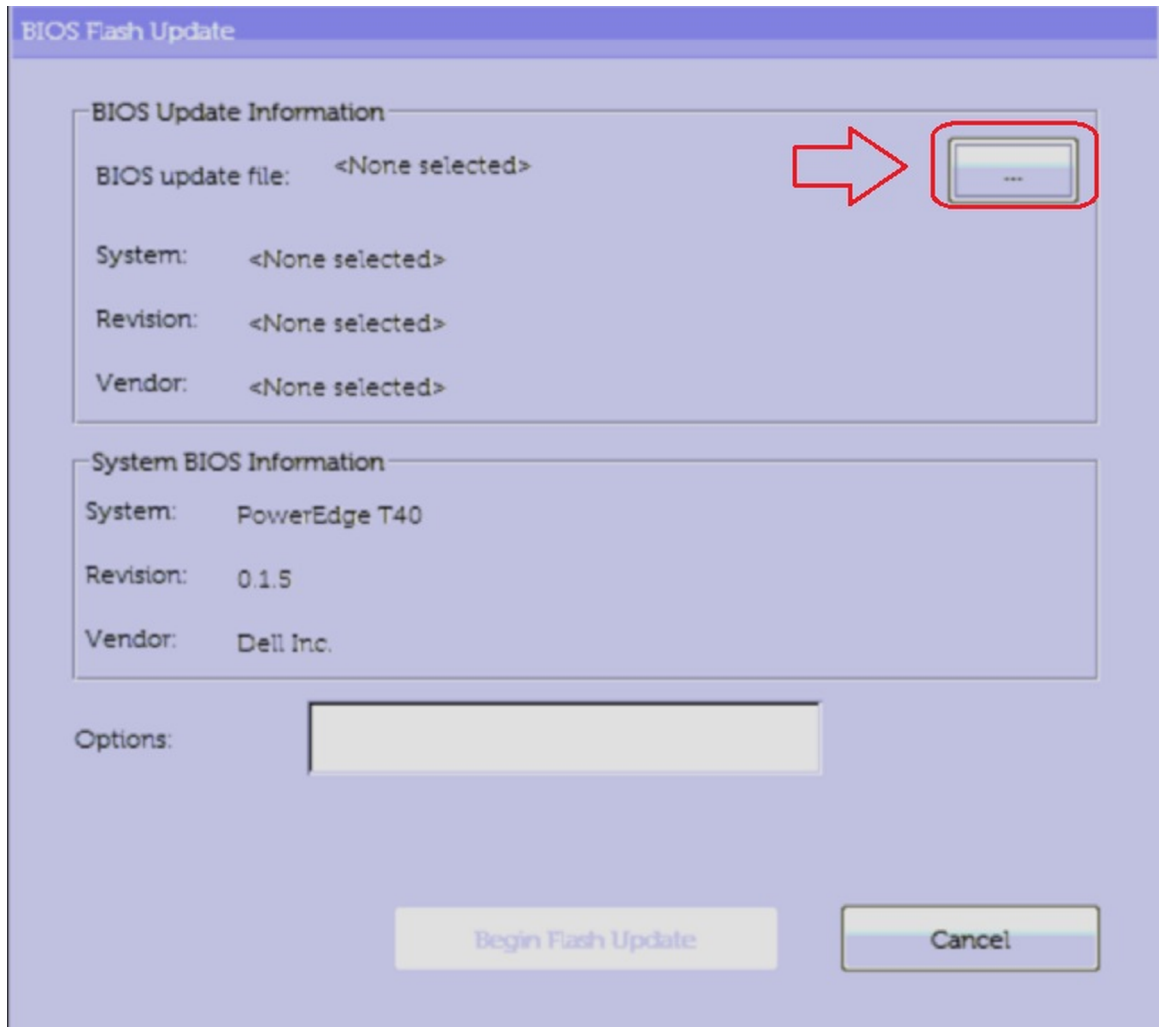 BIOS Flash Update
BIOS Update Information
BIOS update file: <None selected>
...
System: <None selected>
Revision: <None selected>
Vendor: <None selected>
System BIOS Information
System: PowerEdge T40
Revision: 0.1.5
Vendor: Dell Inc.
Options:
Begin Flash Update
Cancel